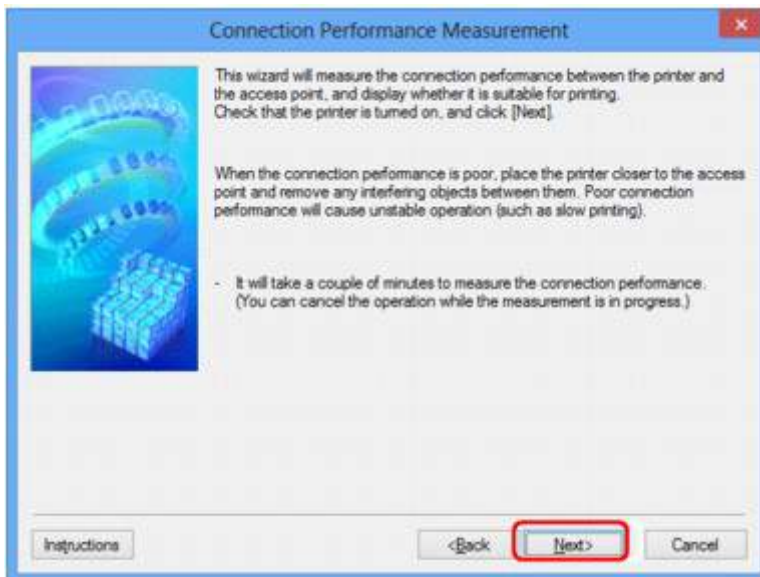 Connection Performance Measurement
This wizard will measure the connection performance between the printer and
the access point, and display whether it is suitable for printing.
Check that the printer is turned on, and click [Next].
When the connection performance is poor, place the printer closer to the access
point and remove any interfering objects between them. Poor connection
performance will cause unstable operation (such as slow printing).
- It will take a couple of minutes to measure the connection performance.
(You can cancel the operation while the measurement is in progress.)
Instructions <Back Next> Cancel